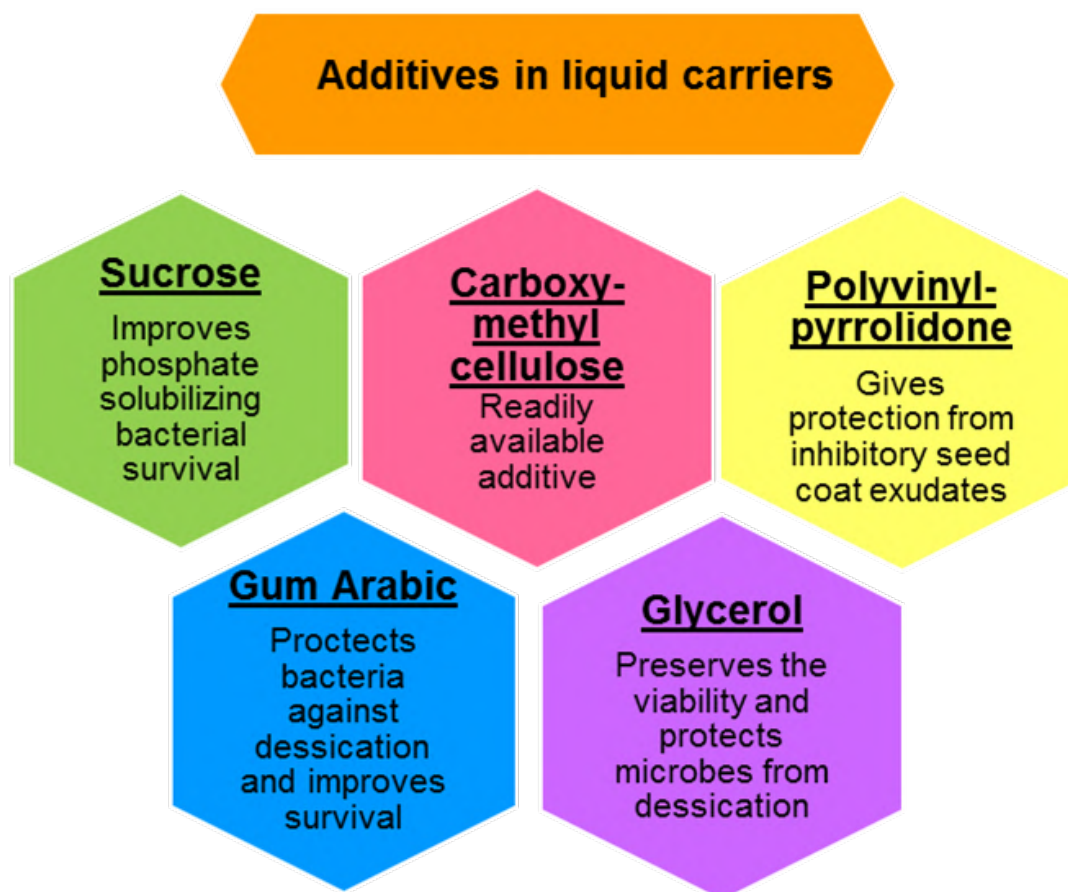 Additives in liquid carriers
Sucrose
Improves
phosphate
solubilizing
bacterial
survival
Carboxy-
methyl
cellulose
Readily
available
additive
Polyvinyl-
pyrrolidone
Gives
protection from
inhibitory seed
coat exudates
Gum Arabic
Proctects
bacteria
against
dessication
and improves
survival
Glycerol
Preserves the
viability and
protects
microbes from
dessication